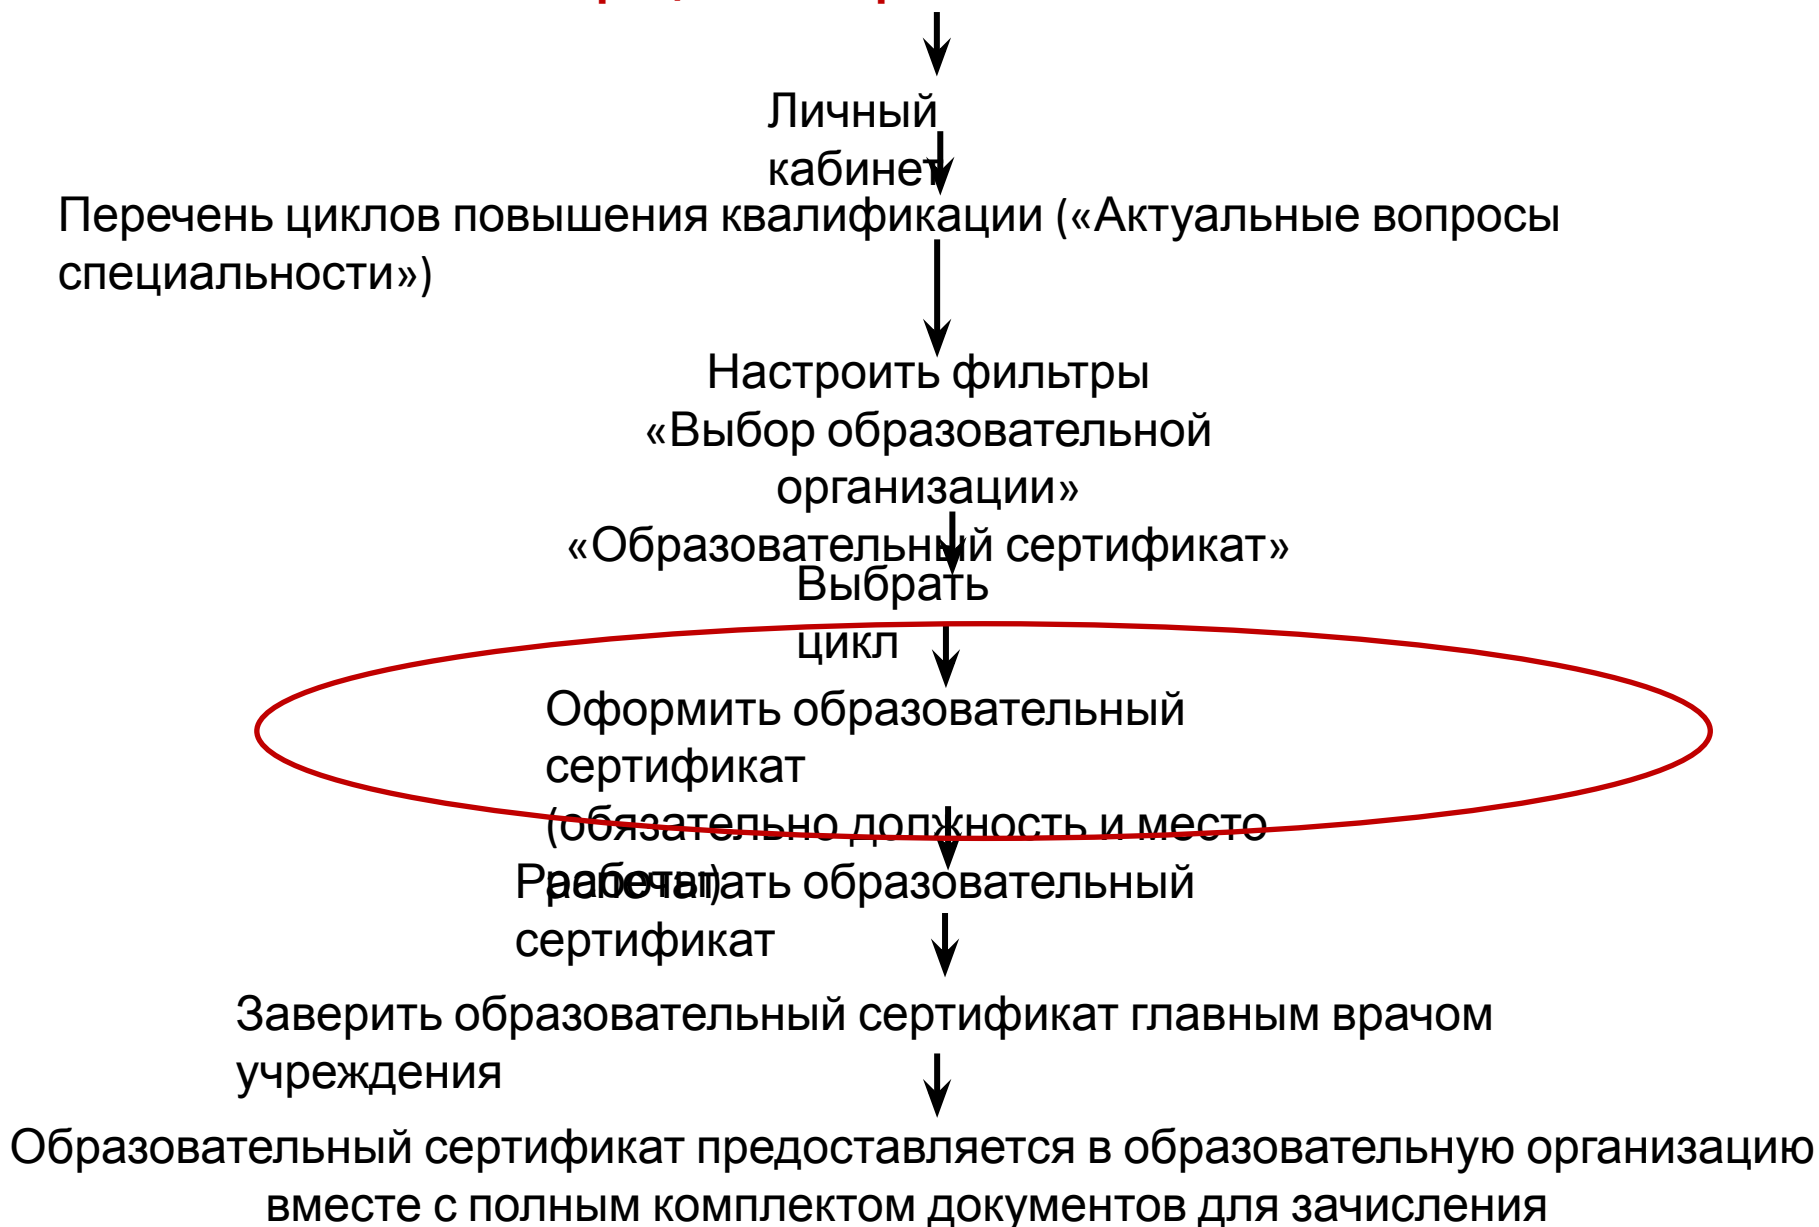 Личный
кабинет
Перечень циклов повышения квалификации («Актуальные вопросы
специальности»)
Настроить фильтры
«Выбор образовательной
организации»
«Образовательный сертификат»
Выбрать
цикл
Оформить образовательный
сертификат
(обязательно должность и место
работы)
Распечатать образовательный
сертификат
Заверить образовательный сертификат главным врачом
учреждения
Образовательный сертификат предоставляется в образовательную организацию
вместе с полным комплектом документов для зачисления